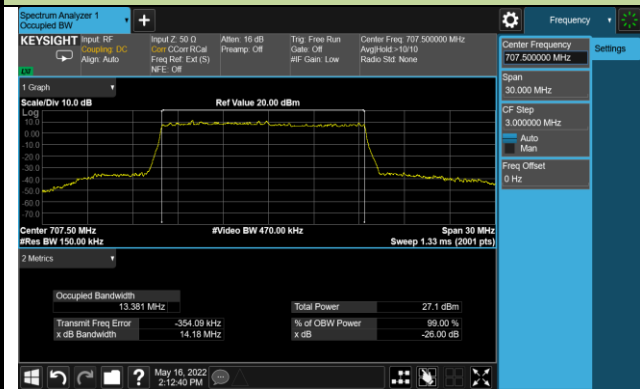 Spectrum Analyzer 1
Occupied BW
Frequency
KEYSIGHT
Input: RF
Coupling: DC
Align: Auto
Input Z: 50 Ω
Corr CCorr RCal
Freq Ref: Ext (S)
NFE: Off
Atten: 16 dB
Preamp: Off
Trig: Free Run
Gate: Off
#IF Gain: Low
Center Freq: 707.500000 MHz
Avg|Hold:>10/10
Radio Std: None
Center Frequency
707.500000 MHz
Settings
Span
30.000 MHz
CF Step
3.000000 MHz
Auto
Man
Freq Offset
0 Hz
1 Graph
Scale/Div 10.0 dB
Ref Value 20.00 dBm
Log
10.0
0.00
-10.0
-20.0
-30.0
-40.0
-50.0
-60.0
-70.0
Center 707.50 MHz
#Video BW 470.00 kHz
Span 30 MHz
#Res BW 150.00 kHz
Sweep 1.33 ms (2001 pts)
2 Metrics
Occupied Bandwidth
13.381 MHz
Total Power
27.1 dBm
Transmit Freq Error
-354.09 kHz
% of OBW Power
99.00 %
x dB Bandwidth
14.18 MHz
x dB
-26.00 dB
May 16, 2022
2:12:40 PM